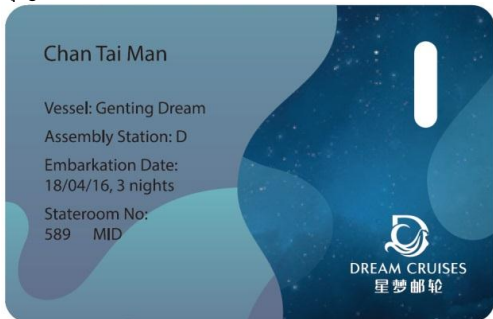 Chan Tai Man
Vessel: Genting Dream
Assembly Station: D
Embarkation Date:
18/04/16, 3 nights
Stateroom No:
589 MID
DREAM CRUISES
星梦邮轮